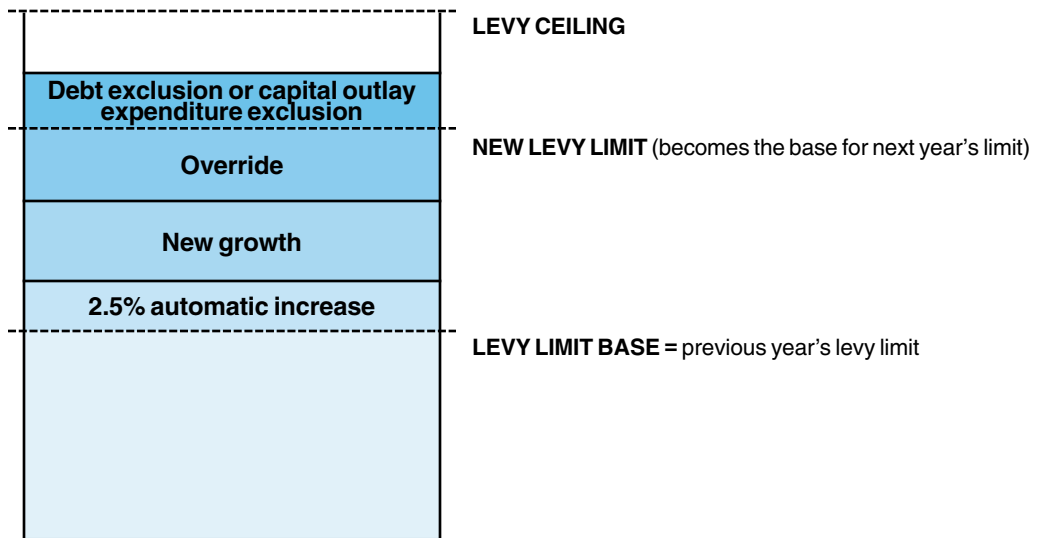 LEVY CEILING
Debt exclusion or capital outlay
expenditure exclusion
NEW LEVY LIMIT (becomes the base for next year’s limit)
Override
New growth
2.5% automatic increase
LEVY LIMIT BASE = previous year’s levy limit